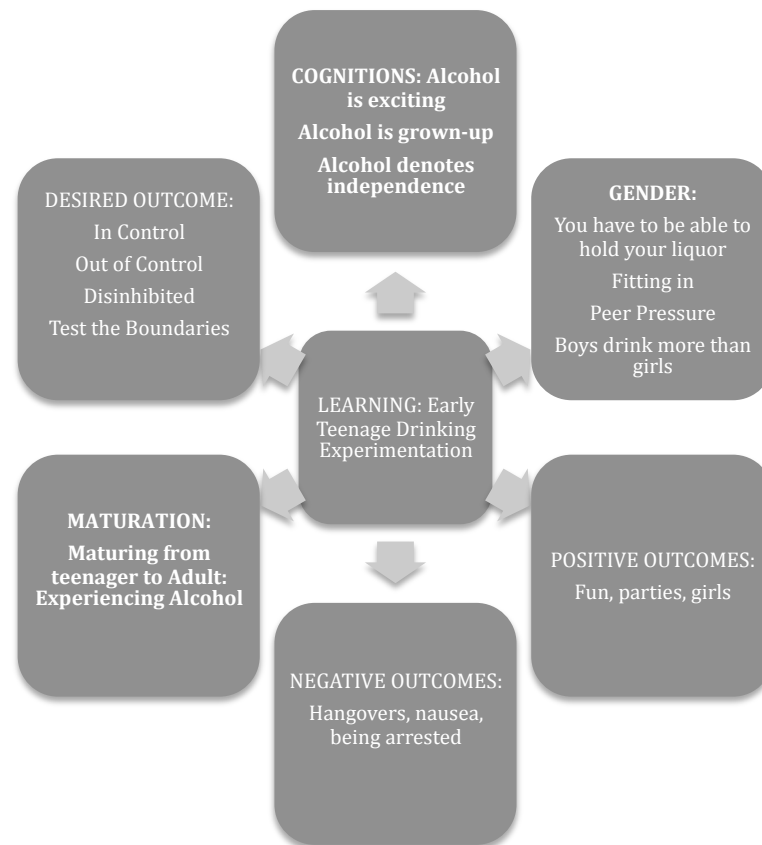 COGNITIONS: Alcohol
is exciting
Alcohol is grown-up
Alcohol denotes
independence
DESIRED OUTCOME:
In Control
Out of Control
Disinhibited
Test the Boundaries
GENDER:
You have to be able to
hold your liquor
Fitting in
Peer Pressure
Boys drink more than
girls
LEARNING: Early
Teenage Drinking
Experimentation
MATURATION:
Maturing from
teenager to Adult:
Experiencing Alcohol
POSITIVE OUTCOMES:
Fun, parties, girls
NEGATIVE OUTCOMES:
Hangovers, nausea,
being arrested